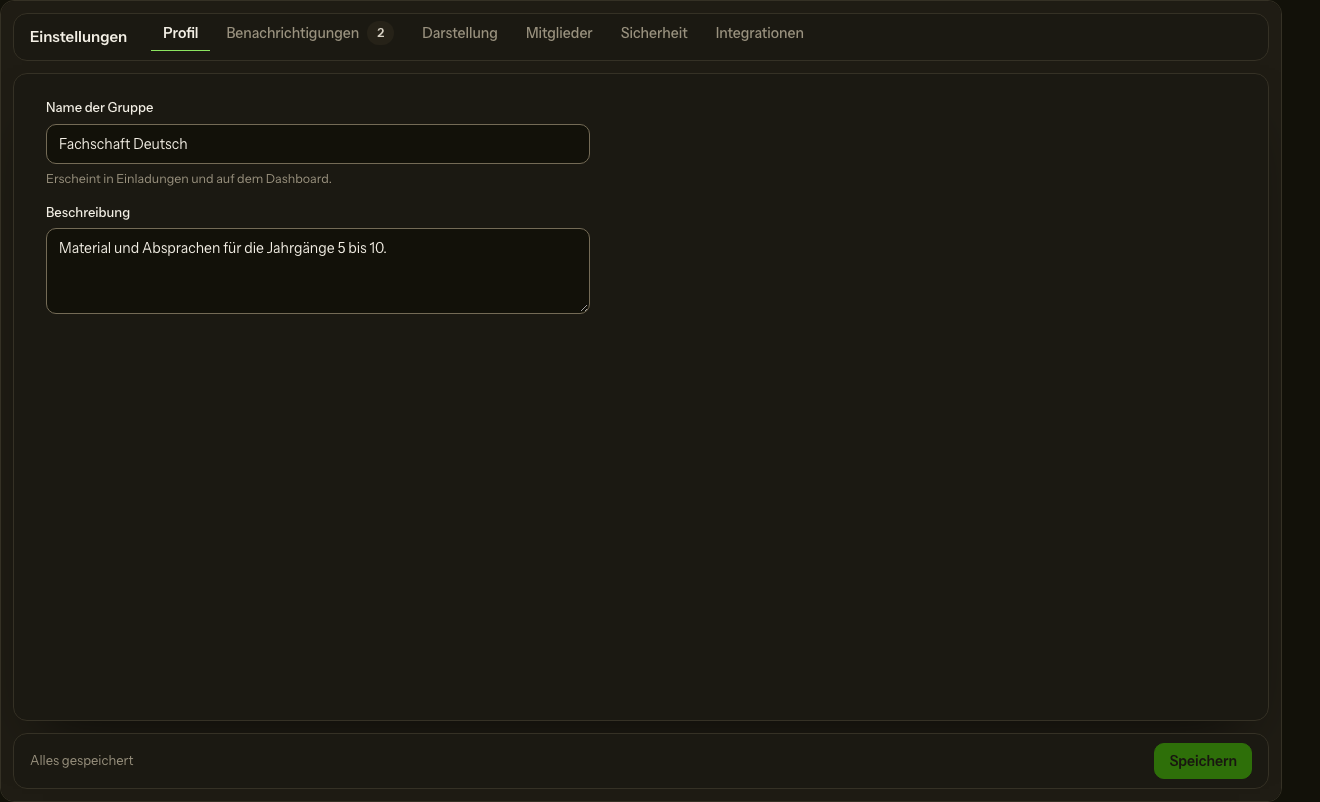 Einstellungen Profil Benachrichtigungen 2 Darstellung Mitglieder Sicherheit Integrationen
Name der Gruppe
Fachschaft Deutsch
Erscheint in Einladungen und auf dem Dashboard.
Beschreibung
Material und Absprachen für die Jahrgänge 5 bis 10.
Alles gespeichert Speichern